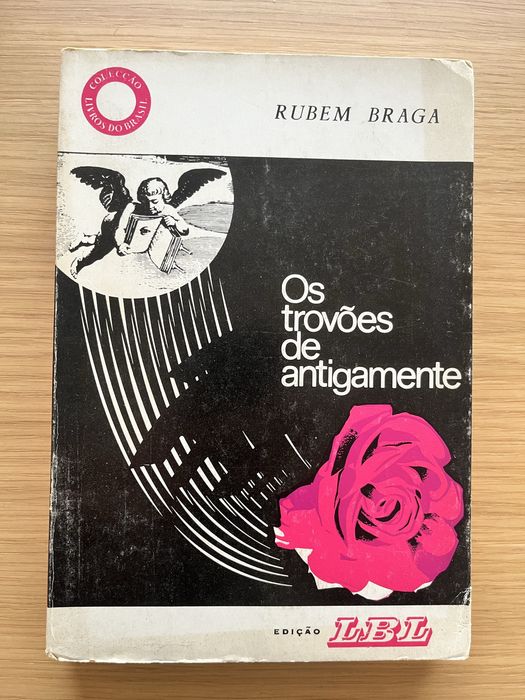 COLECÇÃO
LIVROS DO BRASIL
RUBEM BRAGA
Os
trovões
de
antigamente
EDIÇÃO LBL